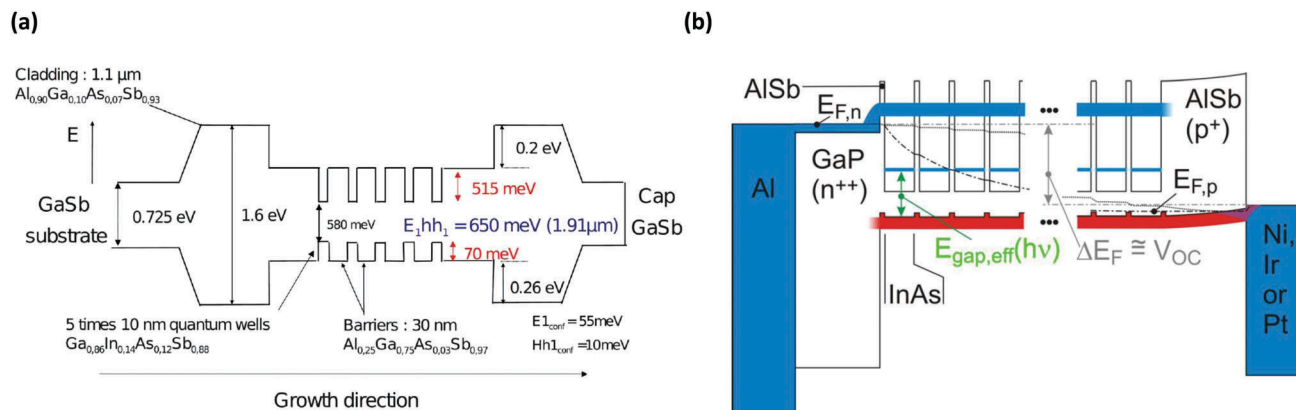 (a)
Cladding : 1.1 µm
Al0,90Ga0,10As0,07Sb0,93
E
0.2 eV
515 meV
GaSb
substrate
0.725 eV
1.6 eV
580 meV
E1hh1 = 650 meV (1.91µm)
Cap
GaSb
70 meV
0.26 eV
5 times 10 nm quantum wells
Ga0,86In0,14As0,12Sb0,88
Barriers : 30 nm
Al0,25Ga0,75As0,03Sb0,97
E1conf = 55meV
Hh1conf = 10meV
Growth direction
(b)
AlSb
EF,n
AlSb
(p+)
GaP
(n++)
Al
EF,p
Egap,eff(hν)
ΔEF ≅ VOC
InAs
Ni,
Ir
or
Pt